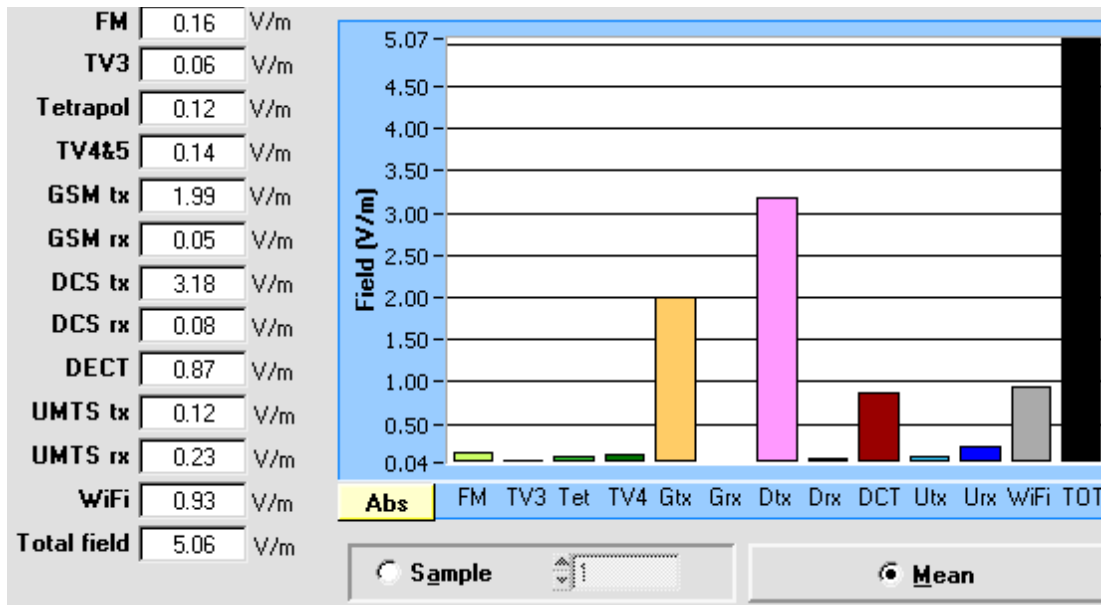 FM 0.16 V/m
TV3 0.06 V/m
Tetrapol 0.12 V/m
TV4&5 0.14 V/m
GSM tx 1.99 V/m
GSM rx 0.05 V/m
DCS tx 3.18 V/m
DCS rx 0.08 V/m
DECT 0.87 V/m
UMTS tx 0.12 V/m
UMTS rx 0.23 V/m
WiFi 0.93 V/m
Total field 5.06 V/m
Field (V/m)
5.07
4.50
4.00
3.50
3.00
2.50
2.00
1.50
1.00
0.50
0.04
Abs FM TV3 Tet TV4 Gtx Grx Dtx Drx DCT Utx Urx WiFi TOT
Sample 1 Mean